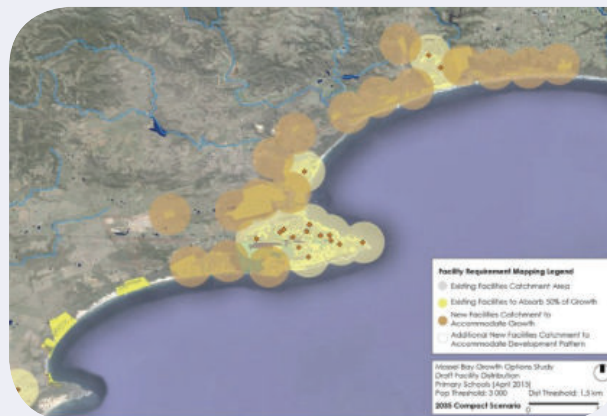 Facility Requirement Mapping Legend
Existing Facilities Catchment Area
Existing Facilities to Absorb 50% of Growth
New Facilities Catchment to
Accommodate Growth
Additional New Facilities Catchment to
Accommodate Development Pattern
Mossel Bay Growth Options Study
Draft Facility Distribution
Primary Schools (April 2015)
Pop Threshold: 3 000 Dist Threshold: 1,5 km
2035 Compact Scenario
0